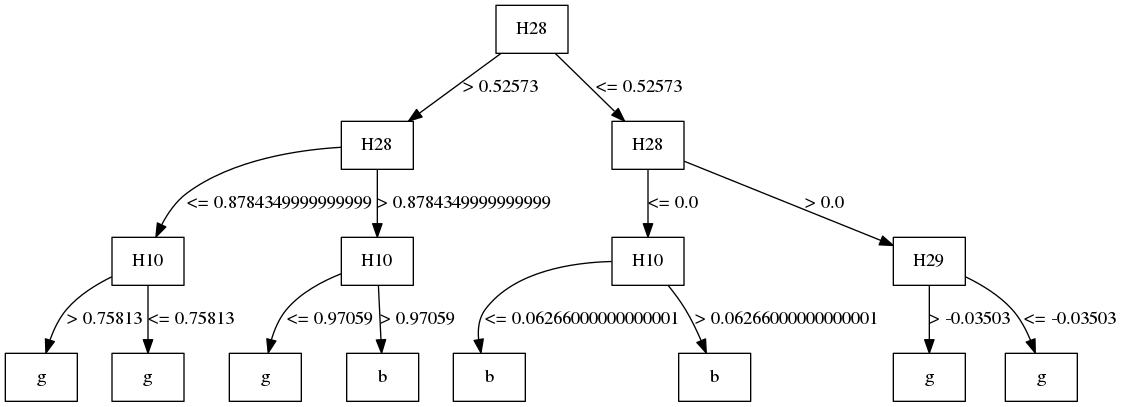 H28
> 0.52573
<= 0.52573
H28
H28
<= 0.8784349999999999
> 0.8784349999999999
<= 0.0
> 0.0
H10
H10
H10
H29
> 0.75813
<= 0.75813
<= 0.97059
> 0.97059
<= 0.06266000000000001
> 0.06266000000000001
> -0.03503
<= -0.03503
g
g
g
b
b
b
g
g